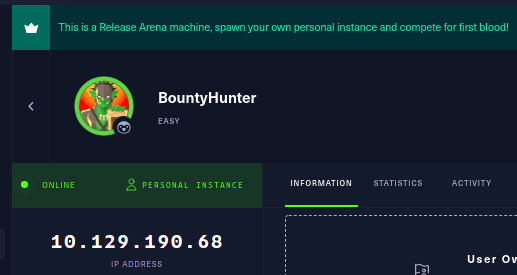 This is a Release Arena machine, spawn your own personal instance and compete for first blood!
BountyHunter
EASY
ONLINE
PERSONAL INSTANCE
INFORMATION
STATISTICS
ACTIVITY
10.129.190.68
IP ADDRESS
User Ow